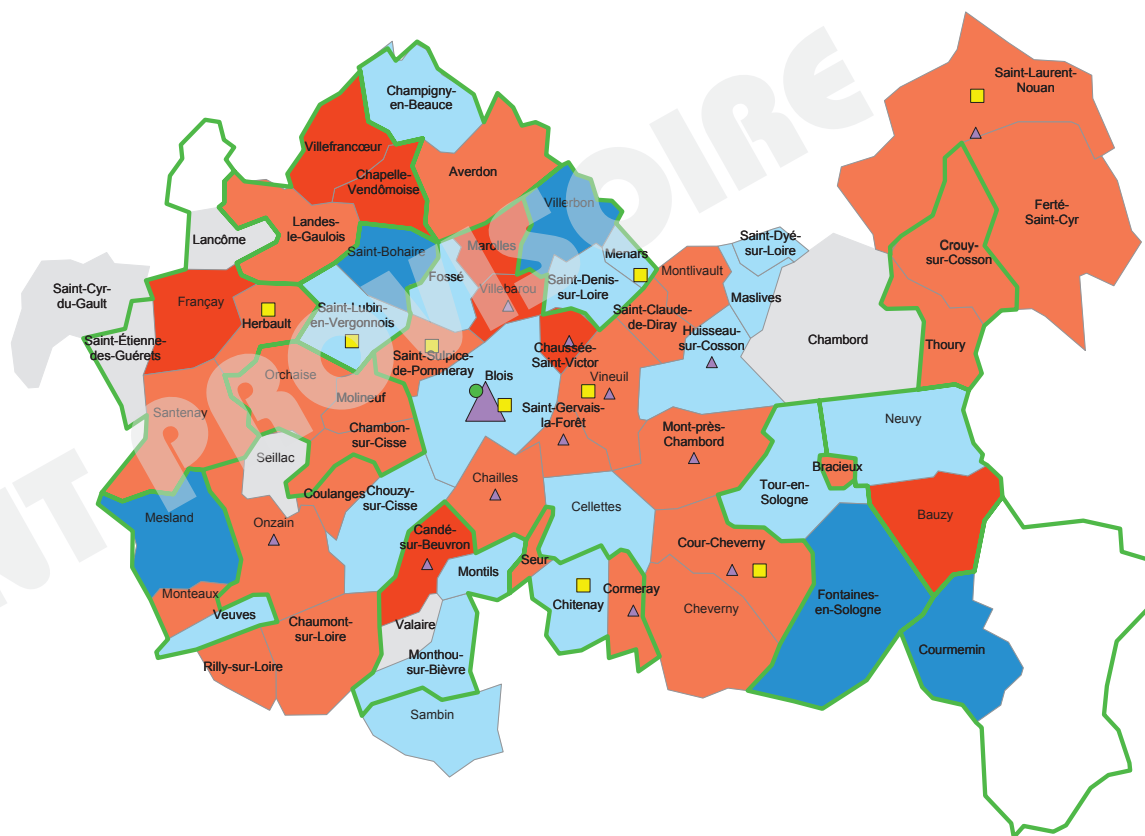 Saint-Laurent-
Nouan
Champigny-
en-Beauce
Villefrancœur
Averdon
Chapelle-
Vendômoise
Villerbon
Ferté-
Saint-Cyr
Landes-
le-Gaulois
Lancôme
Saint-Dyé-
sur-Loire
Marolles
Saint-Bohaire
Menars
Crouy-
sur-Cosson
Montlivault
Fossé
Saint-Denis-
sur-Loire
Saint-Cyr-
du-Gault
Villebarou
Françay
Maslives
Saint-Lubin-
en-Vergonnois
Saint-Claude-
de-Diray
Herbault
Huisseau-
sur-Cosson
Saint-Étienne-
des-Guérets
Chambord
Thoury
Chaussée-
Saint-Victor
Saint-Sulpice-
de-Pommeray
Orchaise
Blois
Vineuil
Molineuf
Santenay
Saint-Gervais-
la-Forêt
Neuvy
Chambon-
sur-Cisse
Mont-près-
Chambord
Seillac
Bracieux
Chailles
Tour-en-
Sologne
Coulanges
Chouzy-
sur-Cisse
Cellettes
Bauzy
Mesland
Onzain
Candé-
sur-Beuvron
Cour-Cheverny
Seur
Montils
Cormeray
Monteaux
Chitenay
Fontaines-
en-Sologne
Cheverny
Veuves
Chaumont-
sur-Loire
Valaire
Courmemin
Monthou-
sur-Bièvre
Rilly-sur-Loire
Sambin
PROVISOIRE